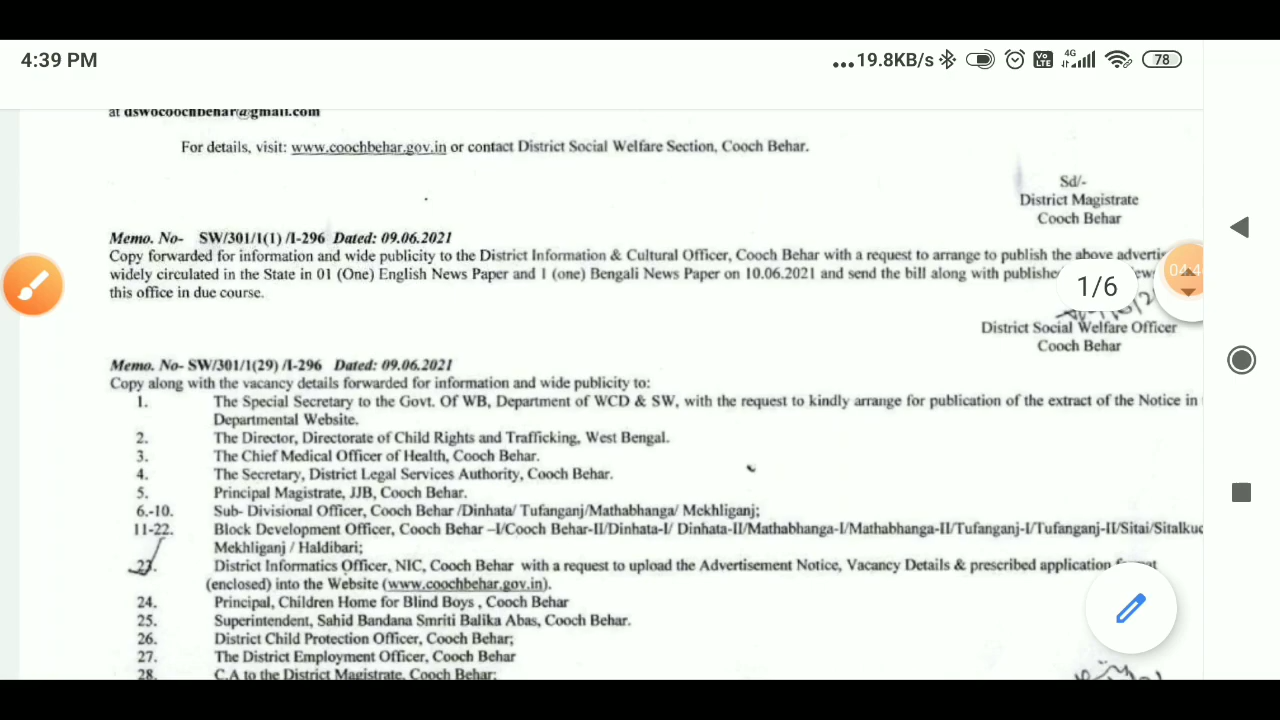 4:39 PM
...19.8KB/s 4G 78
at dswocoochbehar@gmail.com
For details, visit: www.coochbehar.gov.in or contact District Social Welfare Section, Cooch Behar.
Sd/-
District Magistrate
Cooch Behar
Memo. No- SW/301/1(1) /I-296 Dated: 09.06.2021
Copy forwarded for information and wide publicity to the District Information & Cultural Officer, Cooch Behar with a request to arrange to publish the above
widely circulated in the State in 01 (One) English News Paper and 1 (one) Bengali News Paper on 10.06.2021 and send the bill along with
this office in due course.
1/6
04:4
District Social Welfare Officer
Cooch Behar
Memo. No- SW/301/1(29) /I-296 Dated: 09.06.2021
Copy along with the vacancy details forwarded for information and wide publicity to:
1. The Special Secretary to the Govt. Of WB, Department of WCD & SW, with the request to kindly arrange for publication of the extract of the Notice in
Departmental Website.
2. The Director, Directorate of Child Rights and Trafficking, West Bengal.
3. The Chief Medical Officer of Health, Cooch Behar.
4. The Secretary, District Legal Services Authority, Cooch Behar.
5. Principal Magistrate, JJB, Cooch Behar.
6.-10. Sub- Divisional Officer, Cooch Behar /Dinhata/ Tufanganj/Mathabhanga/ Mekhliganj;
11-22. Block Development Officer, Cooch Behar –I/Cooch Behar-II/Dinhata-I/ Dinhata-II/Mathabhanga-I/Mathabhanga-II/Tufanganj-I/Tufanganj-II/Sitai/
Mekhliganj / Haldibari;
23. District Informatics Officer, NIC, Cooch Behar with a request to upload the Advertisement Notice, Vacancy Details & prescribed application
(enclosed) into the Website (www.coochbehar.gov.in).
24. Principal, Children Home for Blind Boys , Cooch Behar
25. Superintendent, Sahid Bandana Smriti Balika Abas, Cooch Behar.
26. District Child Protection Officer, Cooch Behar;
27. The District Employment Officer, Cooch Behar
28. C.A to the District Magistrate, Cooch Behar;